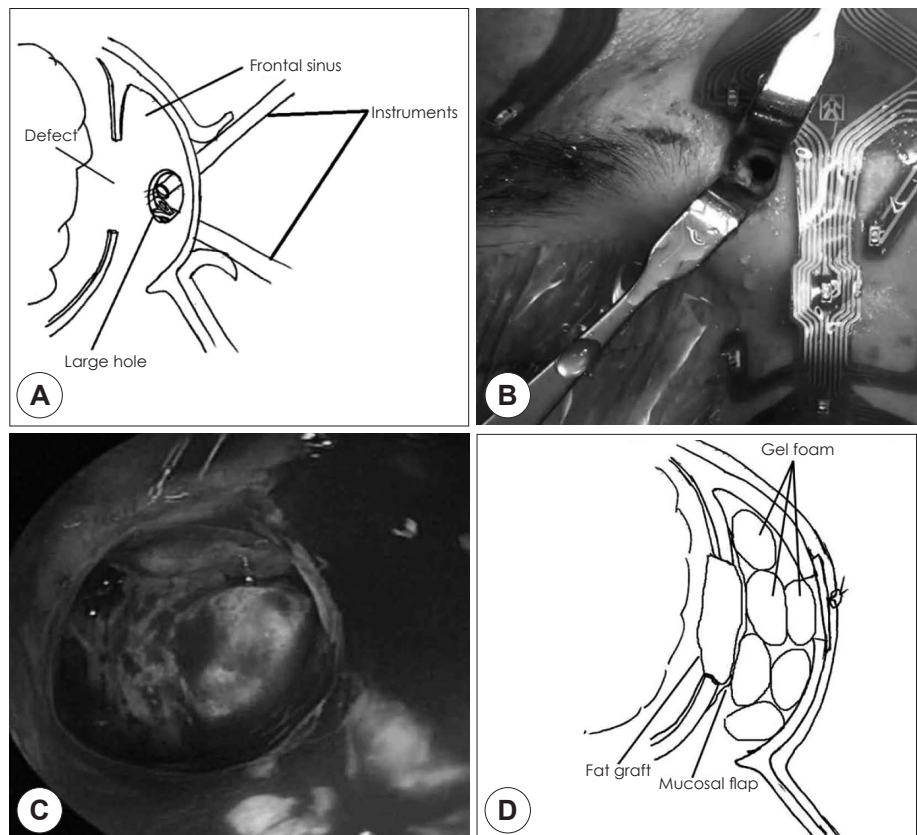 Frontal sinus
Instruments
Defect
Large hole
A
B
C
Gel foam
Fat graft
Mucosal flap
D